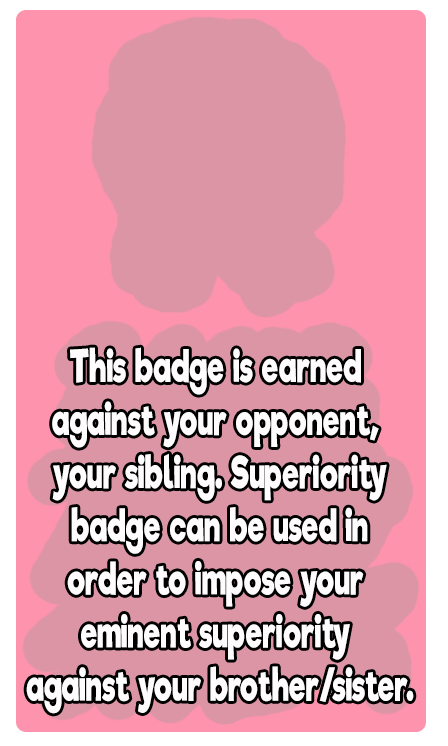 This badge is earned
against your opponent,
your sibling. Superiority
badge can be used in
order to impose your
eminent superiority
against your brother/sister.